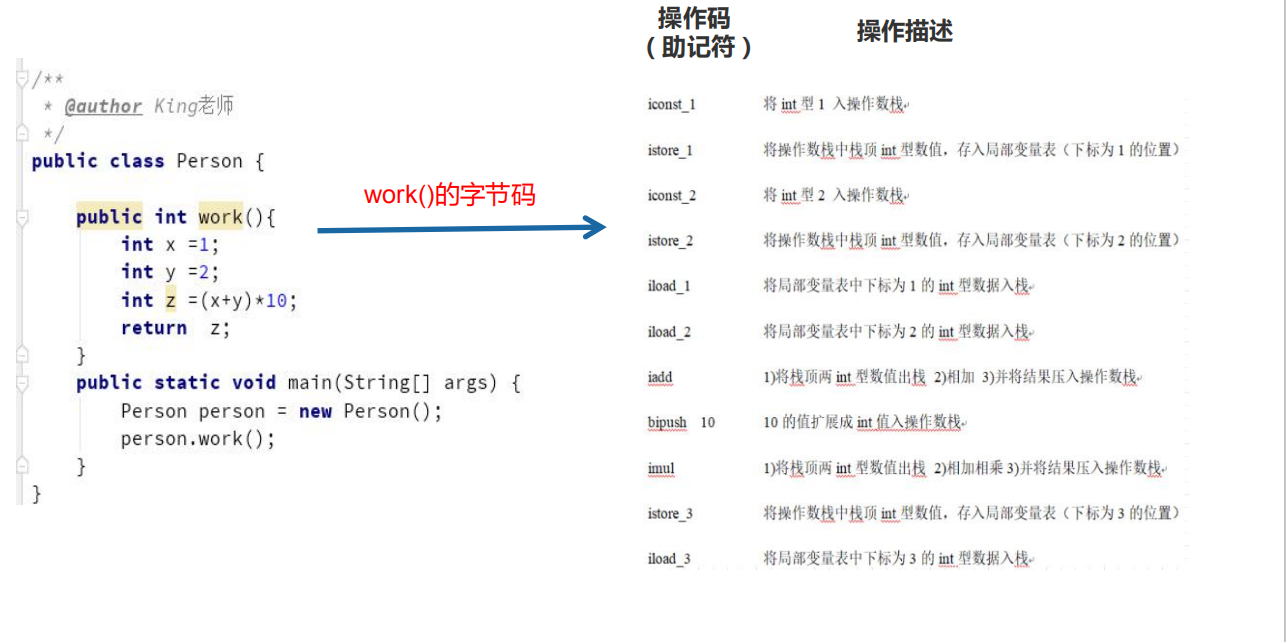 /**
* @author King老师
*/
public class Person {
public int work(){
int x =1;
int y =2;
int z =(x+y)*10;
return z;
}
public static void main(String[] args) {
Person person = new Person();
person.work();
}
}
work()的字节码
操作码
(助记符)
操作描述
iconst_1 将 int 型 1 入操作数栈
istore_1 将操作数栈中栈顶 int 型数值，存入局部变量表（下标为 1 的位置）
iconst_2 将 int 型 2 入操作数栈
istore_2 将操作数栈中栈顶 int 型数值，存入局部变量表（下标为 2 的位置）
iload_1 将局部变量表中下标为 1 的 int 型数据入栈
iload_2 将局部变量表中下标为 2 的 int 型数据入栈
iadd 1)将栈顶两 int 型数值出栈 2)相加 3)并将结果压入操作数栈
bipush 10 10 的值扩展成 int 值入操作数栈
imul 1)将栈顶两 int 型数值出栈 2)相加相乘 3)并将结果压入操作数栈
istore_3 将操作数栈中栈顶 int 型数值，存入局部变量表（下标为 3 的位置）
iload_3 将局部变量表中下标为 3 的 int 型数据入栈